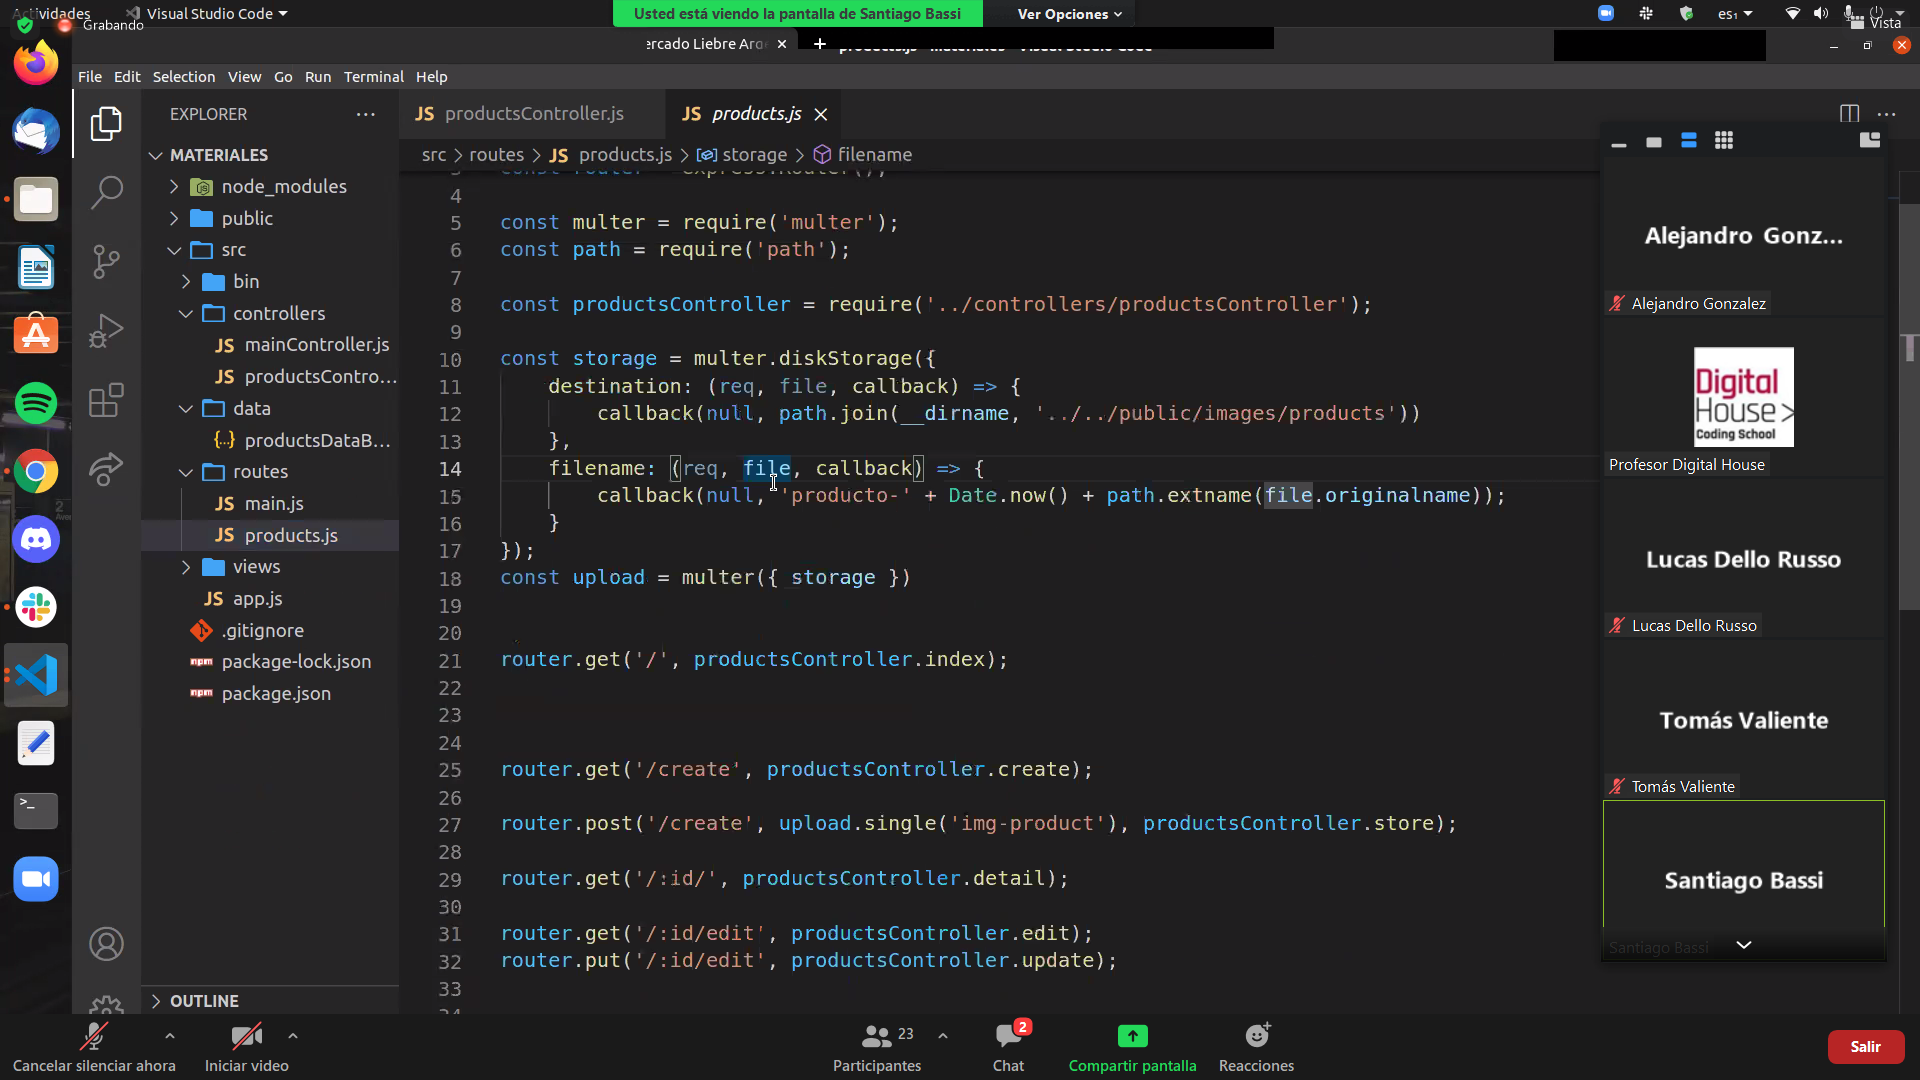 Actividades
Visual Studio Code
Usted está viendo la pantalla de Santiago Bassi
Ver Opciones
es₁
Vista
Grabando
ercado Liebre Arge
File Edit Selection View Go Run Terminal Help
EXPLORER
MATERIALES
node_modules
public
src
bin
controllers
JS mainController.js
JS productsContro...
data
{..} productsDataB...
routes
JS main.js
JS products.js
views
JS app.js
.gitignore
package-lock.json
package.json
OUTLINE
JS productsController.js
JS products.js
src > routes > JS products.js > storage > filename
4
5 const multer = require('multer');
6 const path = require('path');
7
8 const productsController = require('../controllers/productsController');
9
10 const storage = multer.diskStorage({
11 destination: (req, file, callback) => {
12 callback(null, path.join(__dirname, '../../public/images/products'))
13 },
14 filename: (req, file, callback) => {
15 callback(null, 'producto-' + Date.now() + path.extname(file.originalname));
16 }
17 });
18 const upload = multer({ storage })
19
20
21 router.get('/', productsController.index);
22
23
24
25 router.get('/create', productsController.create);
26
27 router.post('/create', upload.single('img-product'), productsController.store);
28
29 router.get('/:id/', productsController.detail);
30
31 router.get('/:id/edit', productsController.edit);
32 router.put('/:id/edit', productsController.update);
33
Alejandro Gonz...
Alejandro Gonzalez
Digital
House>
Coding School
Profesor Digital House
Lucas Dello Russo
Lucas Dello Russo
Tomás Valiente
Tomás Valiente
Santiago Bassi
Santiago Bassi
Cancelar silenciar ahora
Iniciar video
23
Participantes
2
Chat
Compartir pantalla
Reacciones
Salir